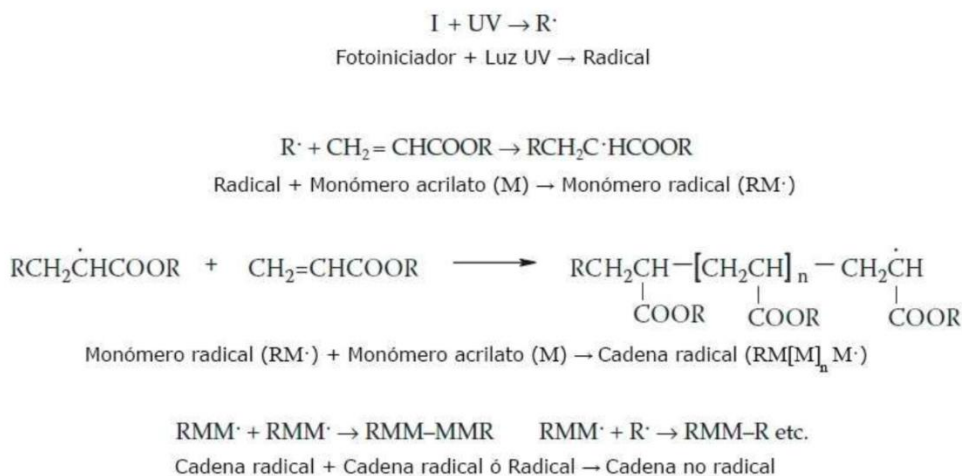 I + UV → R·
Fotoiniciador + Luz UV → Radical
R· + CH₂ = CHCOOR → RCH₂C·HCOOR
Radical + Monómero acrilato (M) → Monómero radical (RM·)
RCH₂ĊHCOOR + CH₂=CHCOOR → RCH₂CH—[CH₂CH]ₙ — CH₂ĊH
COOR COOR COOR
Monómero radical (RM·) + Monómero acrilato (M) → Cadena radical (RM[M]ₙ M·)
RMM· + RMM· → RMM–MMR RMM· + R· → RMM–R etc.
Cadena radical + Cadena radical ó Radical → Cadena no radical